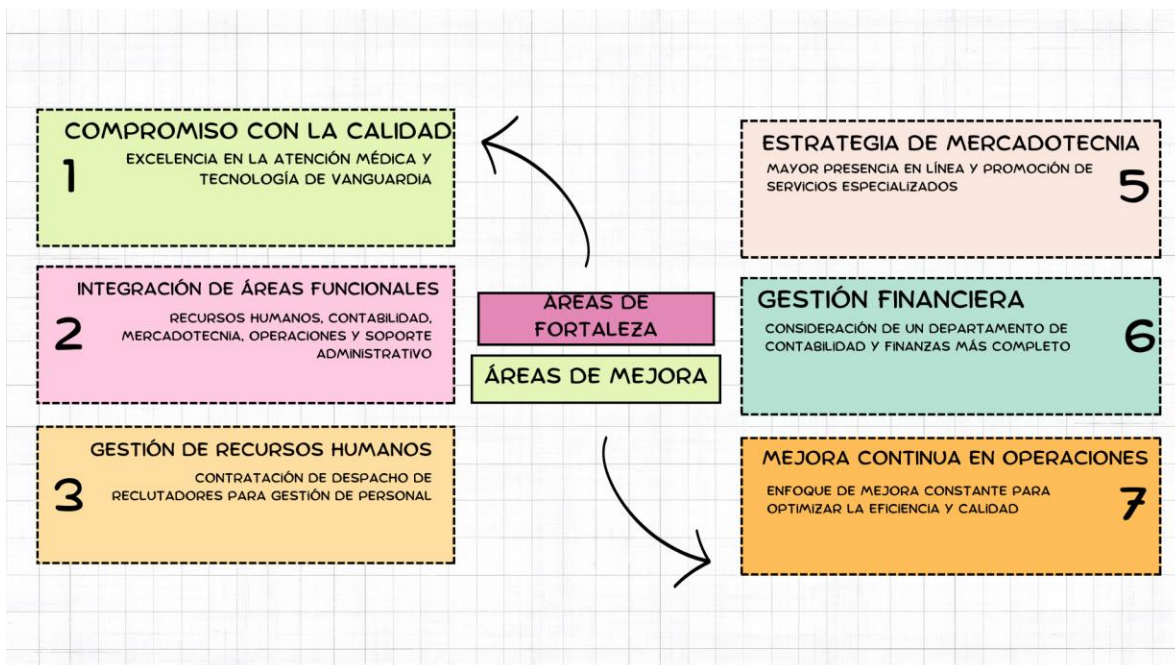 COMPROMISO CON LA CALIDAD
1
EXCELENCIA EN LA ATENCIÓN MÉDICA Y
TECNOLOGÍA DE VANGUARDIA
INTEGRACIÓN DE ÁREAS FUNCIONALES
2
RECURSOS HUMANOS, CONTABILIDAD,
MERCADOTECNIA, OPERACIONES Y SOPORTE
ADMINISTRATIVO
GESTIÓN DE RECURSOS HUMANOS
3
CONTRATACIÓN DE DESPACHO DE
RECLUTADORES PARA GESTIÓN DE PERSONAL
ÁREAS DE
FORTALEZA
ÁREAS DE MEJORA
ESTRATEGIA DE MERCADOTECNIA
MAYOR PRESENCIA EN LÍNEA Y PROMOCIÓN DE
SERVICIOS ESPECIALIZADOS
5
GESTIÓN FINANCIERA
CONSIDERACIÓN DE UN DEPARTAMENTO DE
CONTABILIDAD Y FINANZAS MÁS COMPLETO
6
MEJORA CONTINUA EN OPERACIONES
ENFOQUE DE MEJORA CONSTANTE PARA
OPTIMIZAR LA EFICIENCIA Y CALIDAD
7